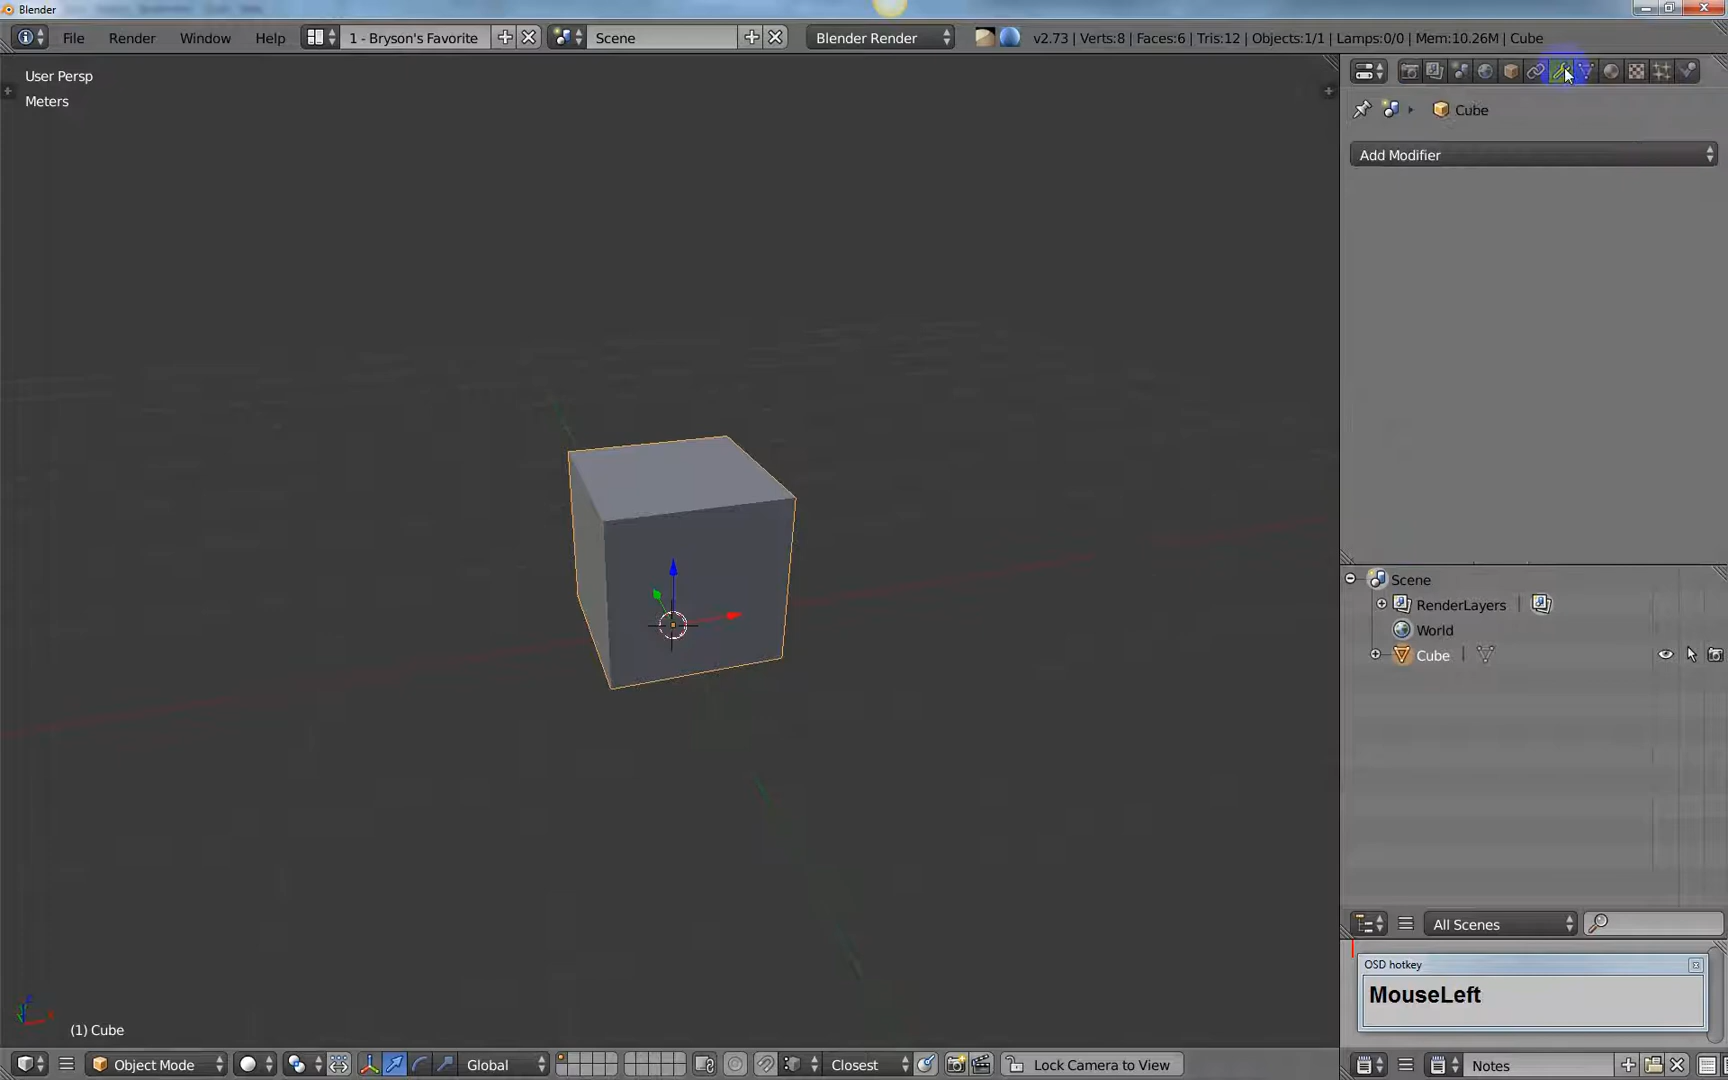 Blender
File Render Window Help 1 - Bryson's Favorite Scene Blender Render v2.73 | Verts:8 | Faces:6 | Tris:12 | Objects:1/1 | Lamps:0/0 | Mem:10.26M | Cube
User Persp
Meters
Cube
Add Modifier
Scene
RenderLayers
World
Cube
All Scenes
OSD hotkey
MouseLeft
(1) Cube
Object Mode Global Closest Lock Camera to View Notes